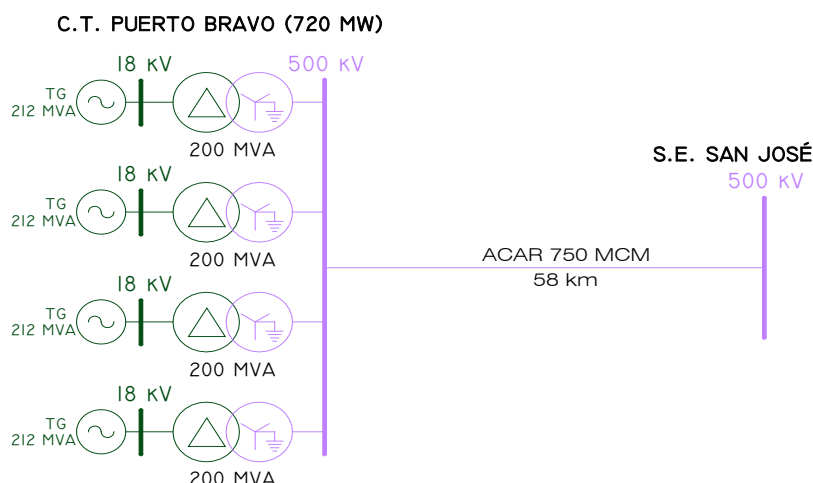 C.T. PUERTO BRAVO (720 MW)
18 KV
500 KV
TG
212 MVA
200 MVA
18 KV
TG
212 MVA
200 MVA
18 KV
TG
212 MVA
200 MVA
18 KV
TG
212 MVA
200 MVA
ACAR 750 MCM
58 km
S.E. SAN JOSÉ
500 KV